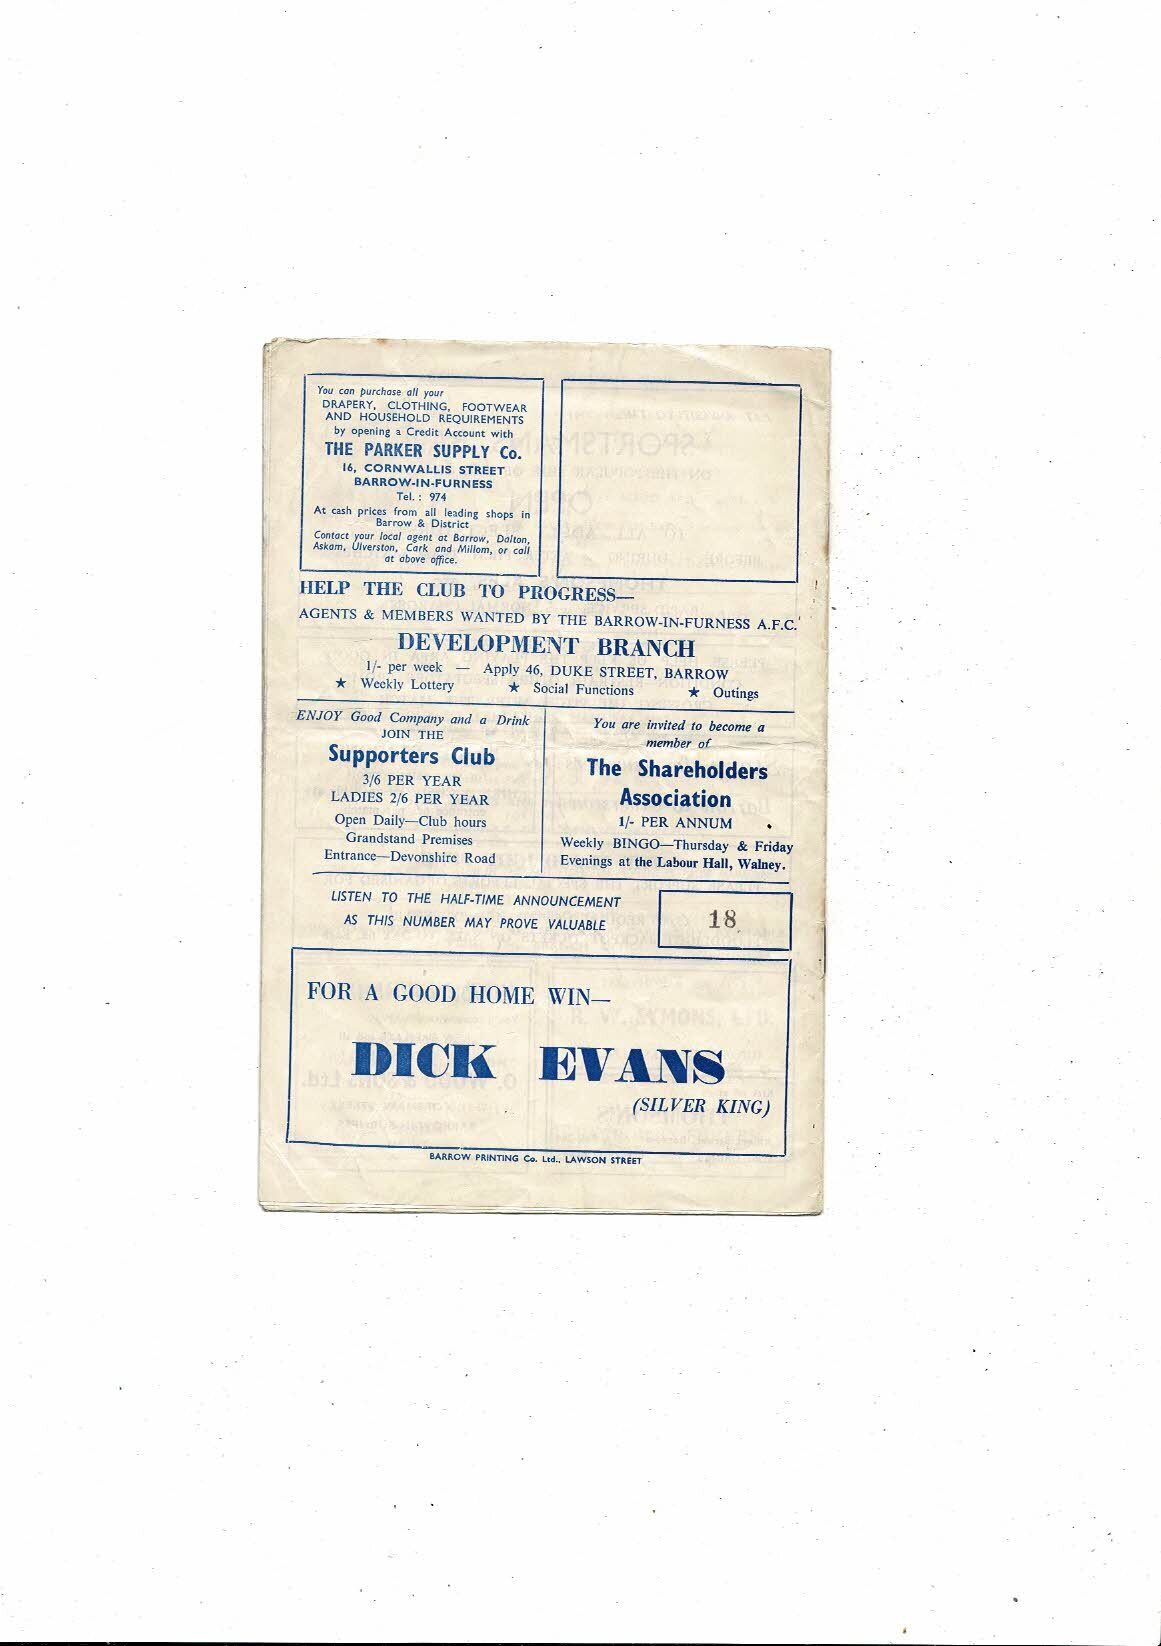 You can purchase all your
DRAPERY, CLOTHING, FOOTWEAR
AND HOUSEHOLD REQUIREMENTS
by opening a Credit Account with
THE PARKER SUPPLY Co.
16, CORNWALLIS STREET
BARROW-IN-FURNESS
Tel.: 974
At cash prices from all leading shops in
Barrow & District
Contact your local agent at Barrow, Dalton,
Askam, Ulverston, Cark and Millom, or call
at above office.
HELP THE CLUB TO PROGRESS—
AGENTS & MEMBERS WANTED BY THE BARROW-IN-FURNESS A.F.C.
DEVELOPMENT BRANCH
1/- per week — Apply 46, DUKE STREET, BARROW
★ Weekly Lottery ★ Social Functions ★ Outings
ENJOY Good Company and a Drink
JOIN THE
Supporters Club
3/6 PER YEAR
LADIES 2/6 PER YEAR
Open Daily—Club hours
Grandstand Premises
Entrance—Devonshire Road
You are invited to become a
member of
The Shareholders
Association
1/- PER ANNUM
Weekly BINGO—Thursday & Friday
Evenings at the Labour Hall, Walney.
LISTEN TO THE HALF-TIME ANNOUNCEMENT
AS THIS NUMBER MAY PROVE VALUABLE
18
FOR A GOOD HOME WIN—
DICK EVANS
(SILVER KING)
BARROW PRINTING Co. Ltd., LAWSON STREET